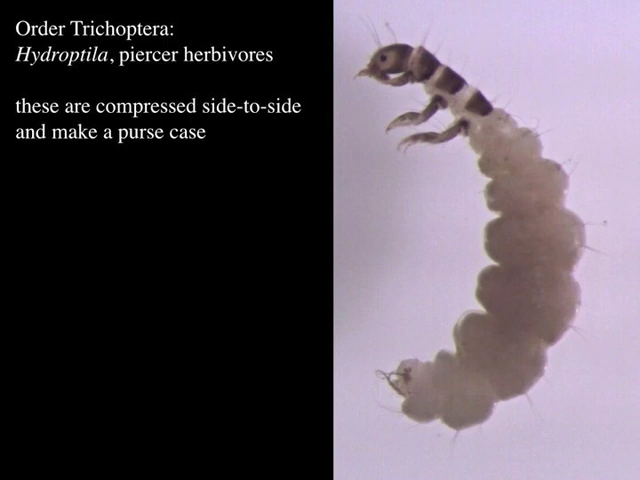 Order Trichoptera:
Hydroptila, piercer herbivores
these are compressed side-to-side
and make a purse case